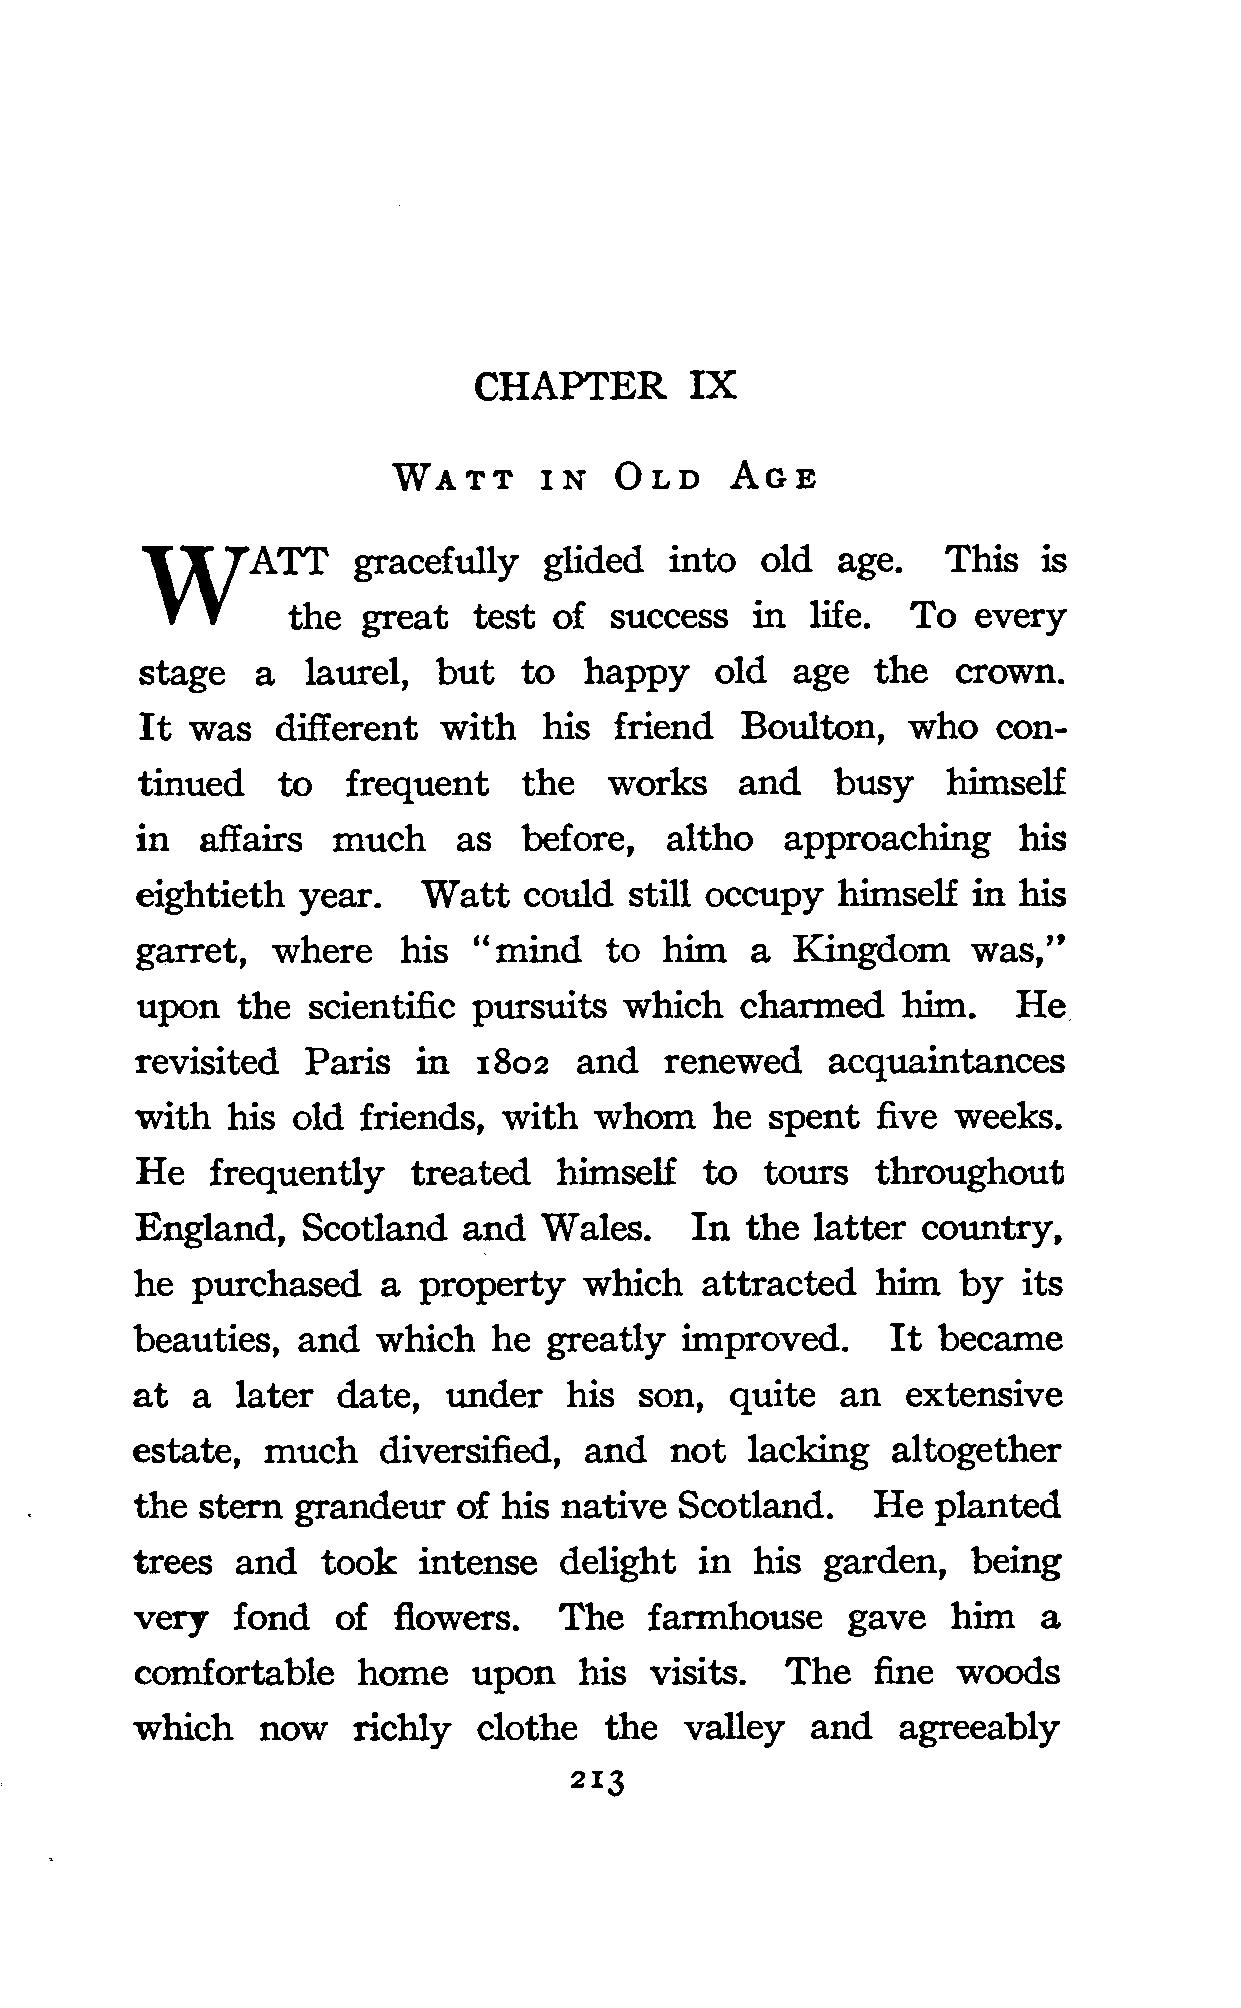 CHAPTER IX
WATT IN OLD AGE
WATT gracefully glided into old age. This is
the great test of success in life. To every
stage a laurel, but to happy old age the crown.
It was different with his friend Boulton, who con-
tinued to frequent the works and busy himself
in affairs much as before, altho approaching his
eightieth year. Watt could still occupy himself in his
garret, where his "mind to him a Kingdom was,"
upon the scientific pursuits which charmed him. He
revisited Paris in 1802 and renewed acquaintances
with his old friends, with whom he spent five weeks.
He frequently treated himself to tours throughout
England, Scotland and Wales. In the latter country,
he purchased a property which attracted him by its
beauties, and which he greatly improved. It became
at a later date, under his son, quite an extensive
estate, much diversified, and not lacking altogether
the stern grandeur of his native Scotland. He planted
trees and took intense delight in his garden, being
very fond of flowers. The farmhouse gave him a
comfortable home upon his visits. The fine woods
which now richly clothe the valley and agreeably
213